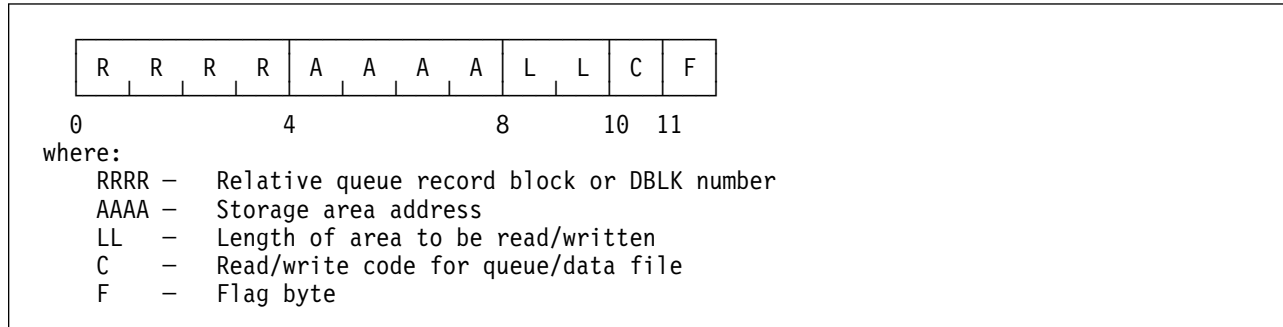 R R R R A A A A L L C F
0 4 8 10 11
where:
RRRR — Relative queue record block or DBLK number
AAAA — Storage area address
LL — Length of area to be read/written
C — Read/write code for queue/data file
F — Flag byte